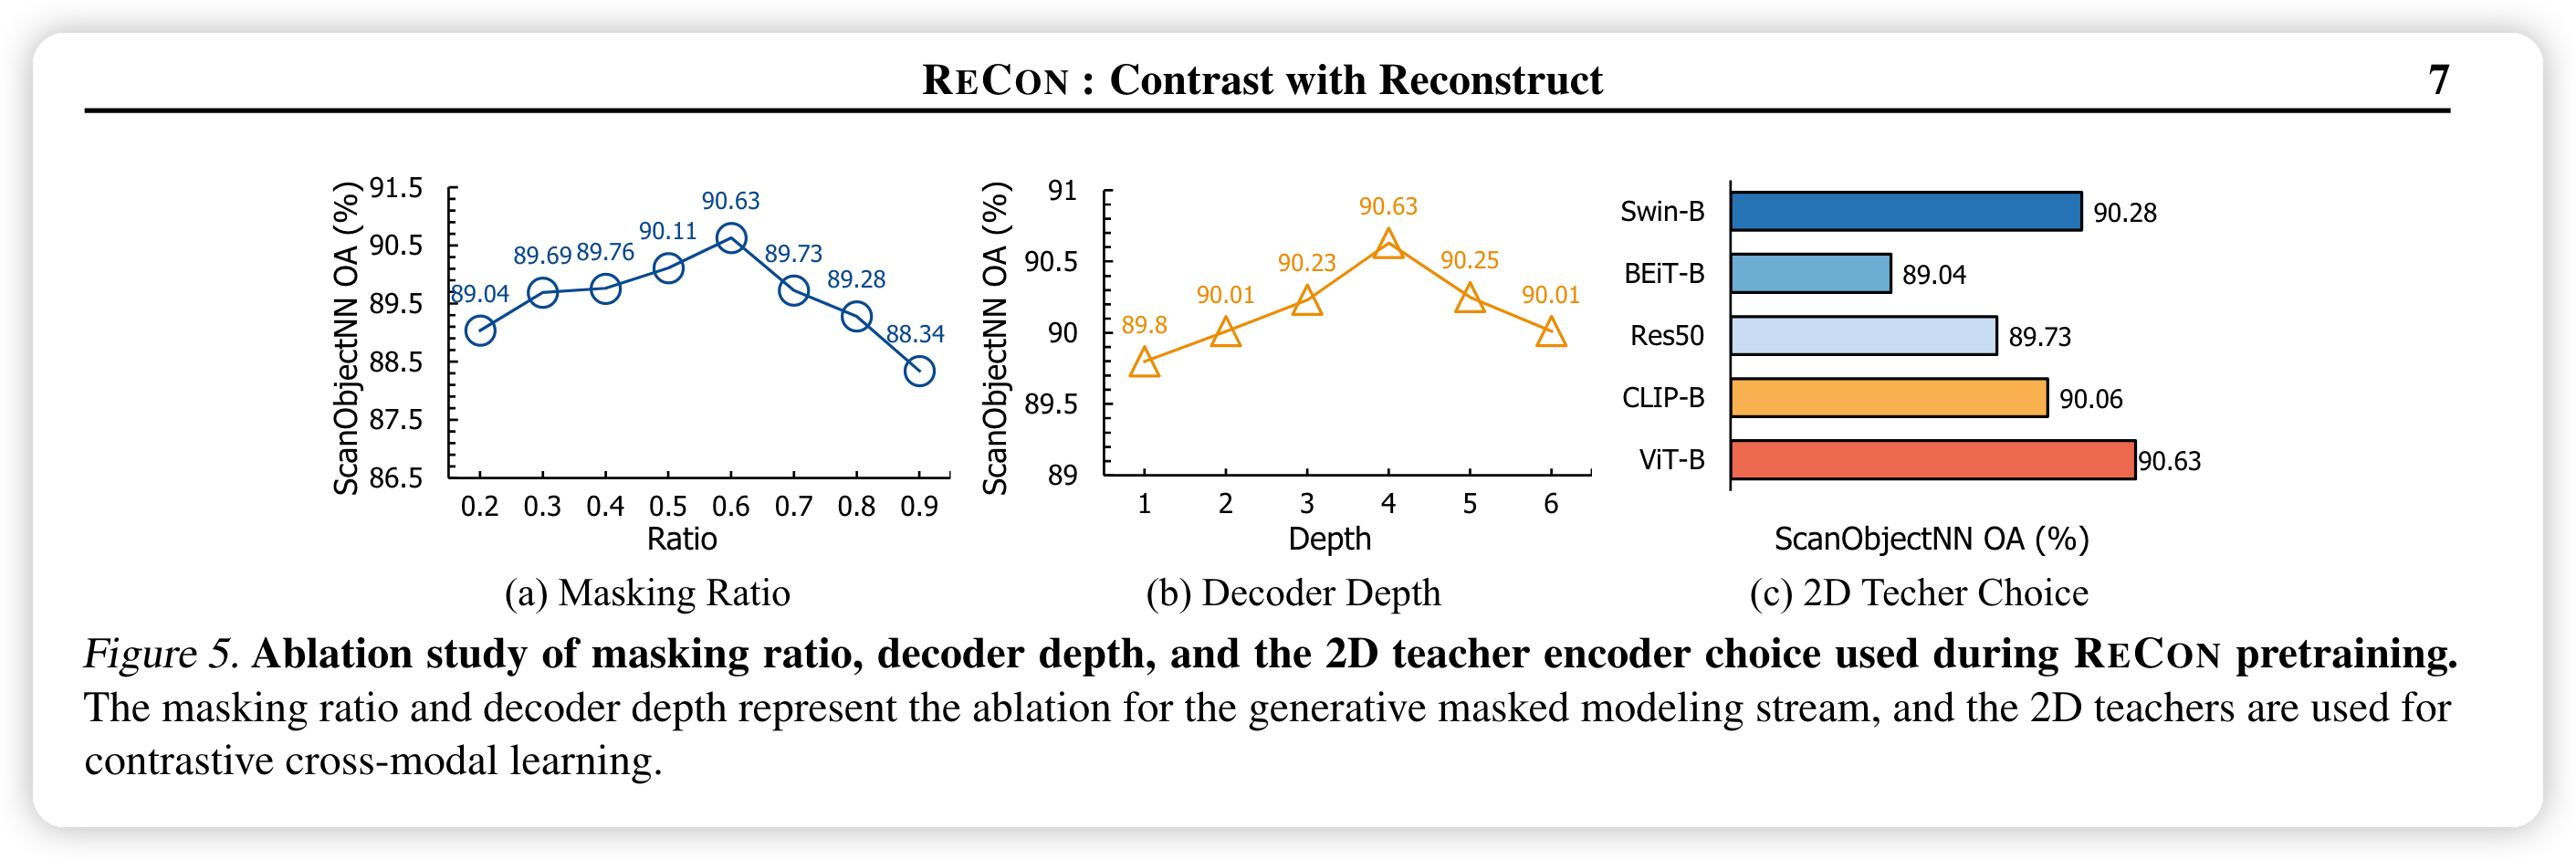 RECON : Contrast with Reconstruct 7
ScanObjectNN OA (%)
91.5
90.5
89.5
88.5
87.5
86.5
89.04
89.69
89.76
90.11
90.63
89.73
89.28
88.34
0.2 0.3 0.4 0.5 0.6 0.7 0.8 0.9
Ratio
(a) Masking Ratio
ScanObjectNN OA (%)
91
90.5
90
89.5
89
89.8
90.01
90.23
90.63
90.25
90.01
1 2 3 4 5 6
Depth
(b) Decoder Depth
Swin-B 90.28
BEiT-B 89.04
Res50 89.73
CLIP-B 90.06
ViT-B 90.63
ScanObjectNN OA (%)
(c) 2D Techer Choice
Figure 5. Ablation study of masking ratio, decoder depth, and the 2D teacher encoder choice used during RECON pretraining.
The masking ratio and decoder depth represent the ablation for the generative masked modeling stream, and the 2D teachers are used for
contrastive cross-modal learning.